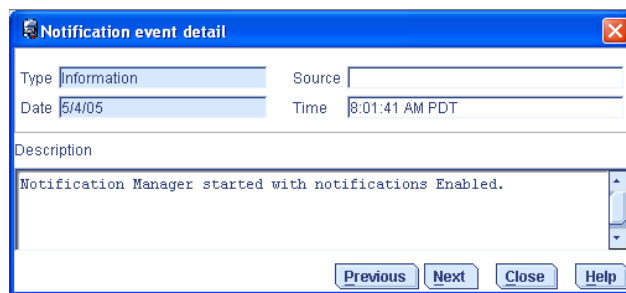 Notification event detail
Type Information Source
Date 5/4/05 Time 8:01:41 AM PDT
Description
Notification Manager started with notifications Enabled.
Previous Next Close Help